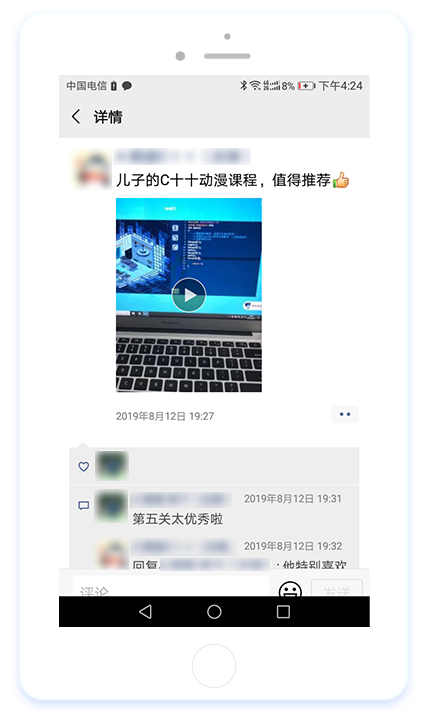 中国电信 8% 下午4:24
详情
儿子的C十十动漫课程，值得推荐
2019年8月12日 19:27
2019年8月12日 19:31
第五关太优秀啦
2019年8月12日 19:32
回复 : 他特别喜欢
评论
发送